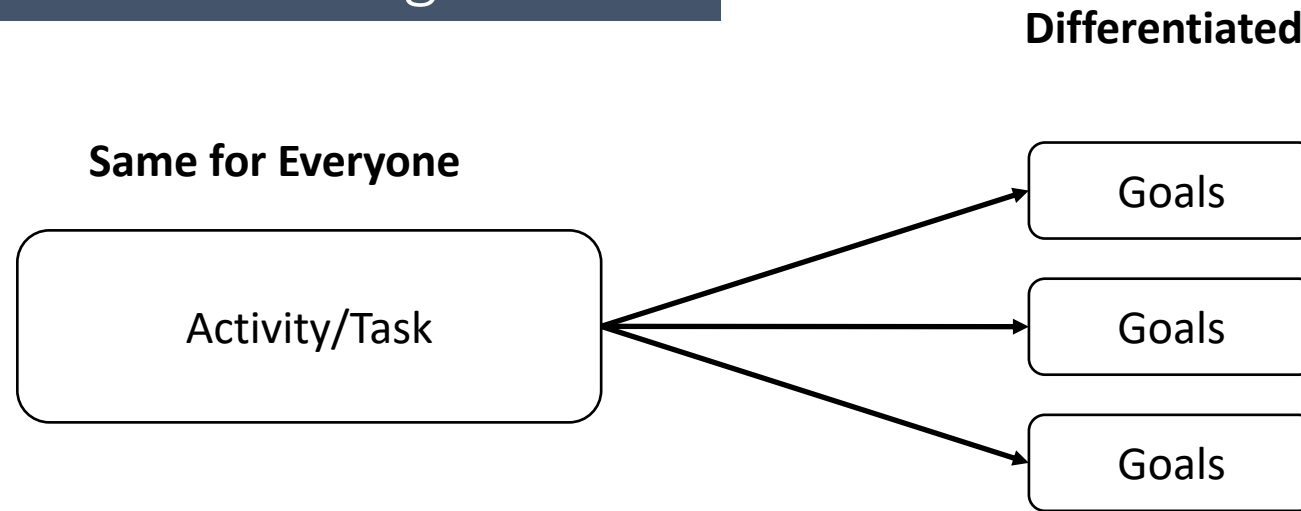 Differentiated
Same for Everyone
Goals
Activity/Task
Goals
Goals